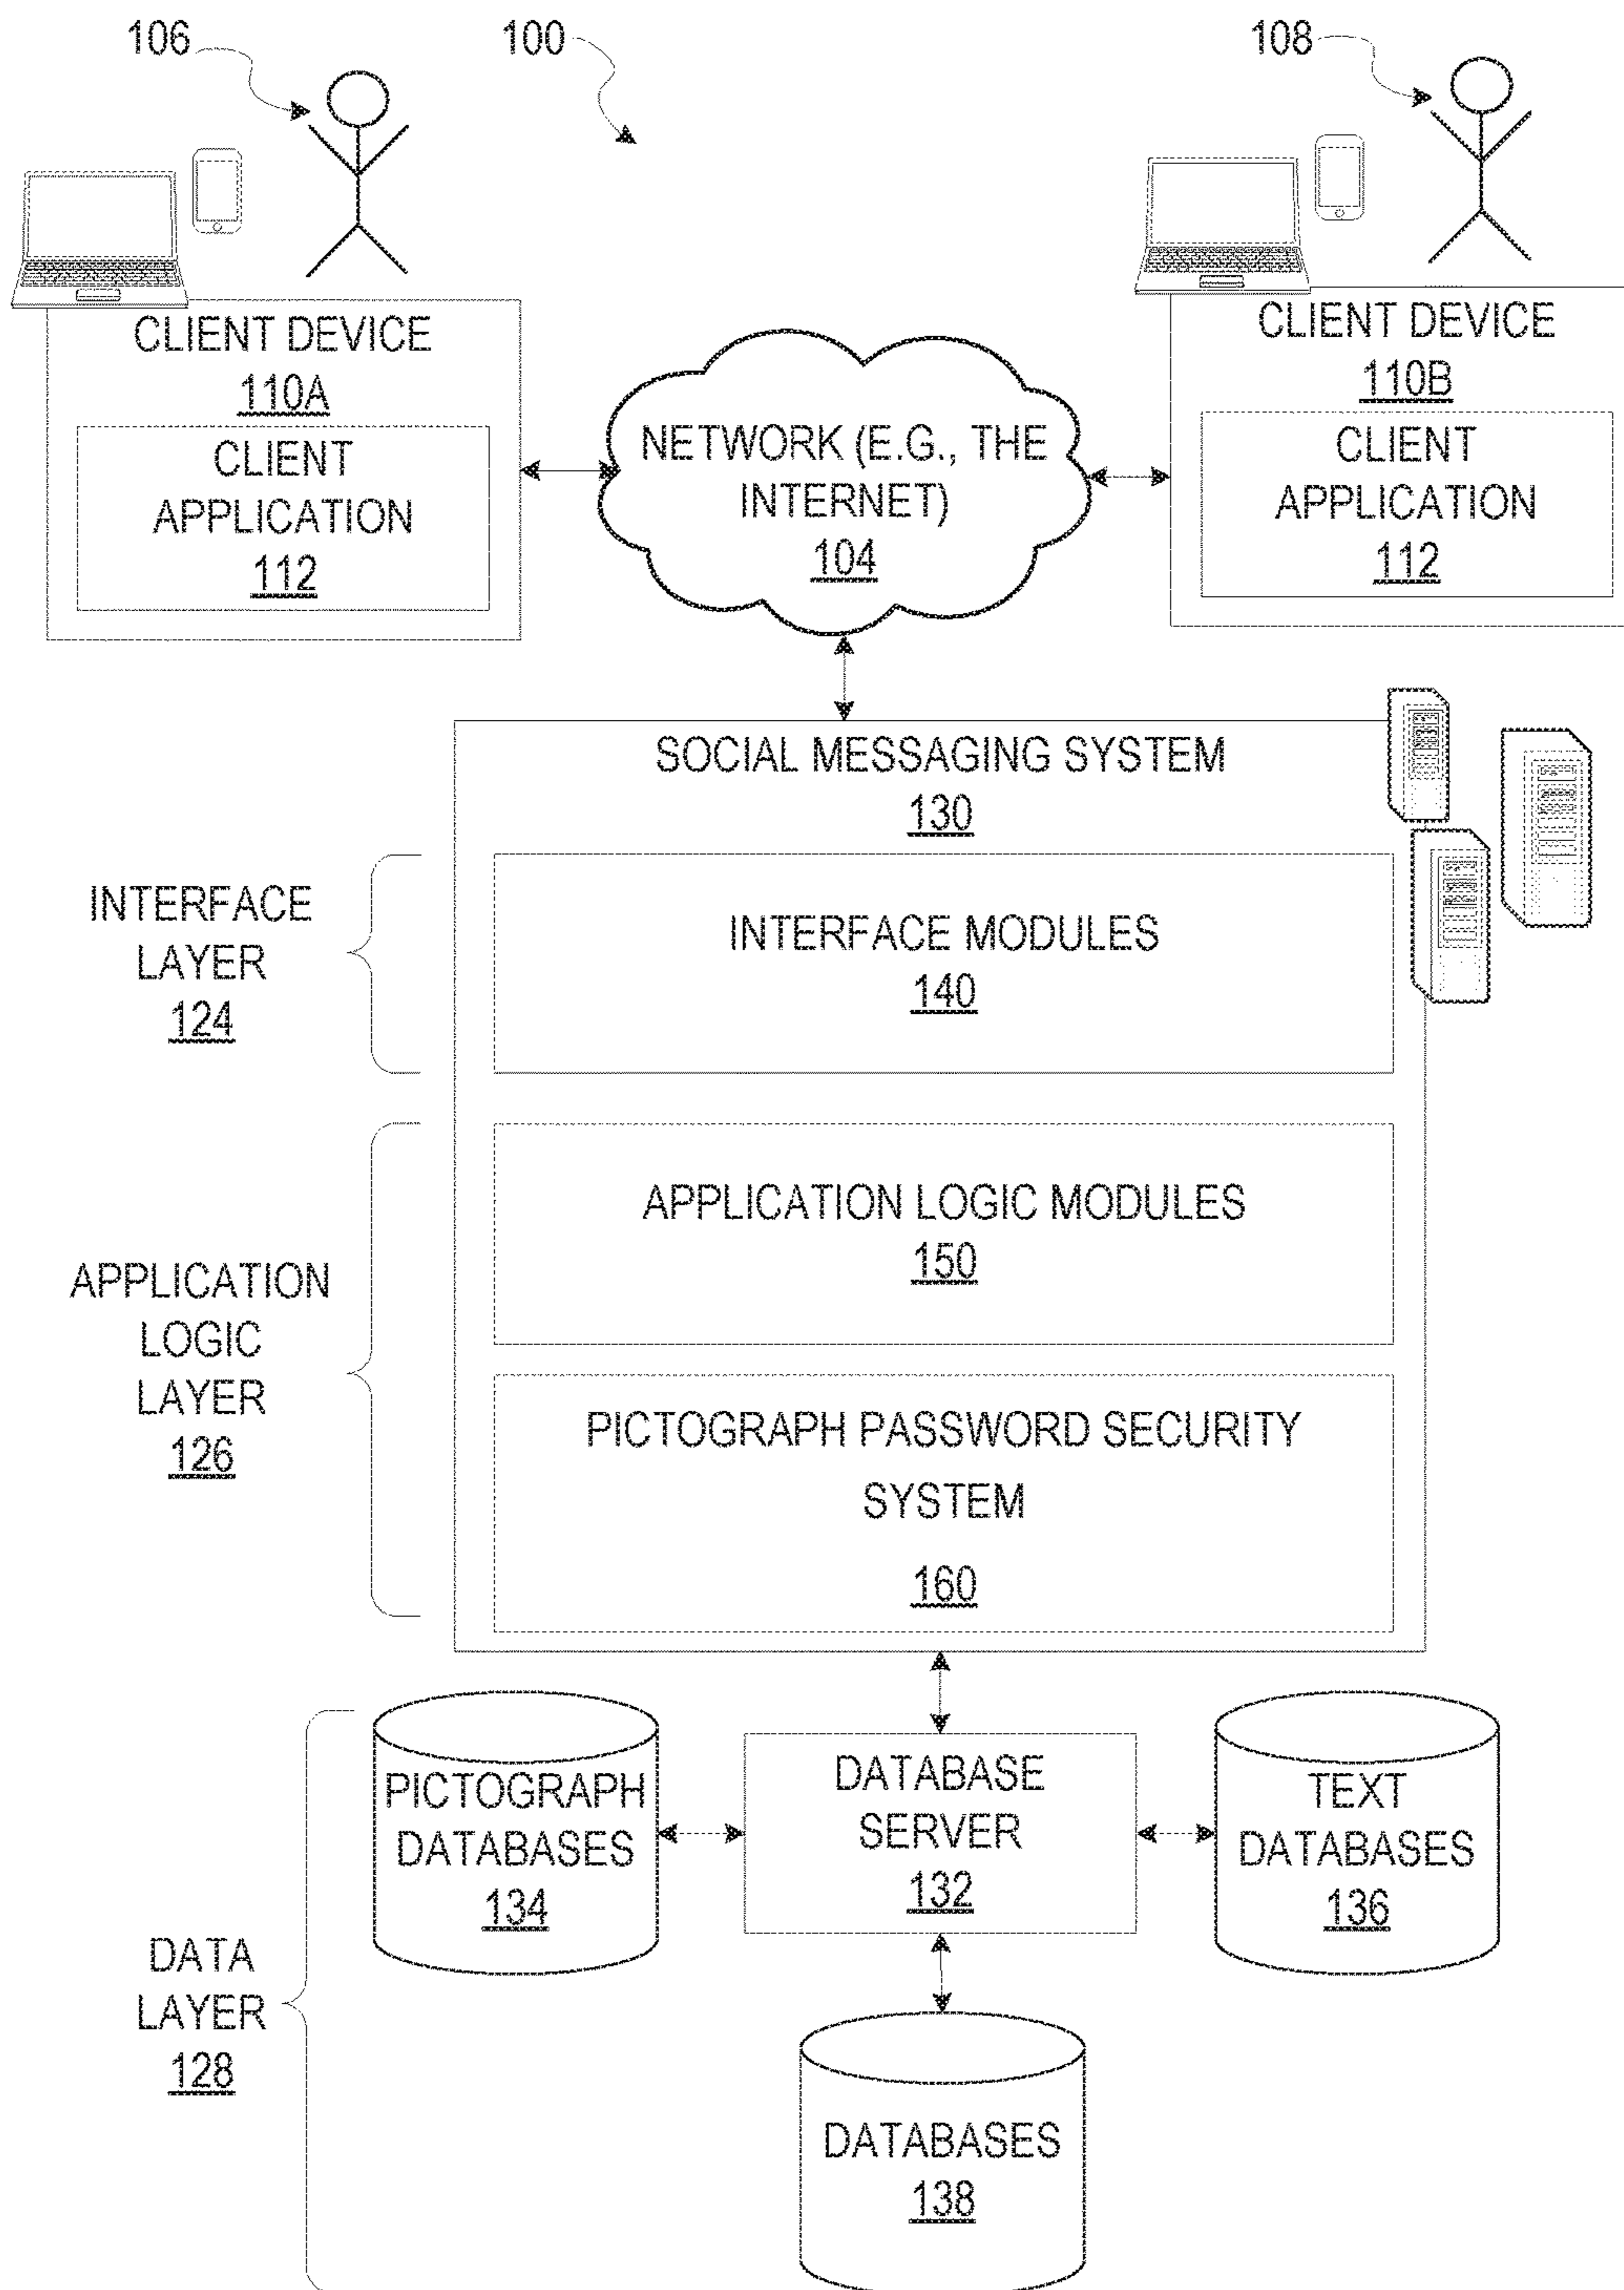 106
100
108
CLIENT DEVICE
110A
CLIENT
APPLICATION
112
NETWORK (E.G., THE
INTERNET)
104
CLIENT DEVICE
110B
CLIENT
APPLICATION
112
SOCIAL MESSAGING SYSTEM
130
INTERFACE
LAYER
124
INTERFACE MODULES
140
APPLICATION
LOGIC
LAYER
126
APPLICATION LOGIC MODULES
150
PICTOGRAPH PASSWORD SECURITY
SYSTEM
160
DATA
LAYER
128
PICTOGRAPH
DATABASES
134
DATABASE
SERVER
132
TEXT
DATABASES
136
DATABASES
138